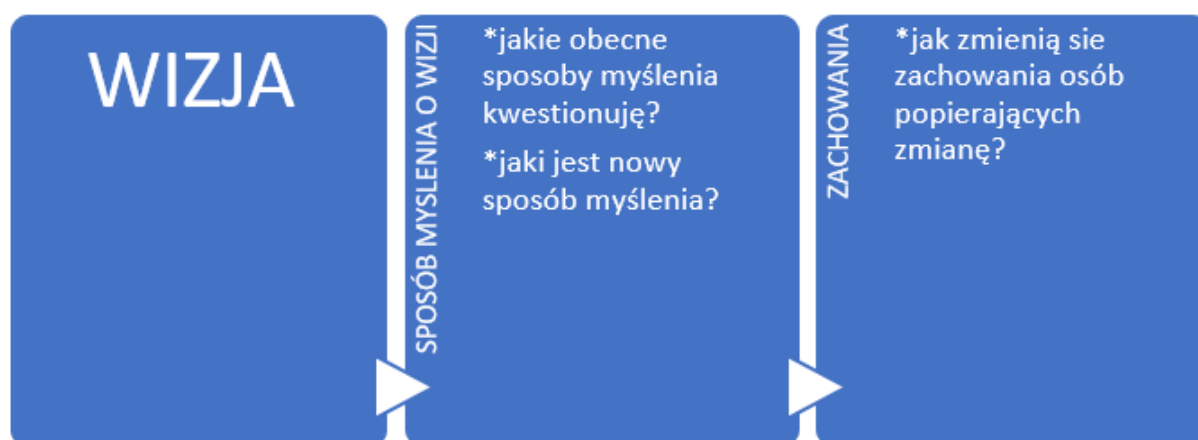 WIZJA
SPOSÓB MYSLENIA O WIZJI
*jakie obecne
sposoby myślenia
kwestionuję?
*jaki jest nowy
sposób myślenia?
ZACHOWANIA
*jak zmienią sie
zachowania osób
popierających
zmianę?